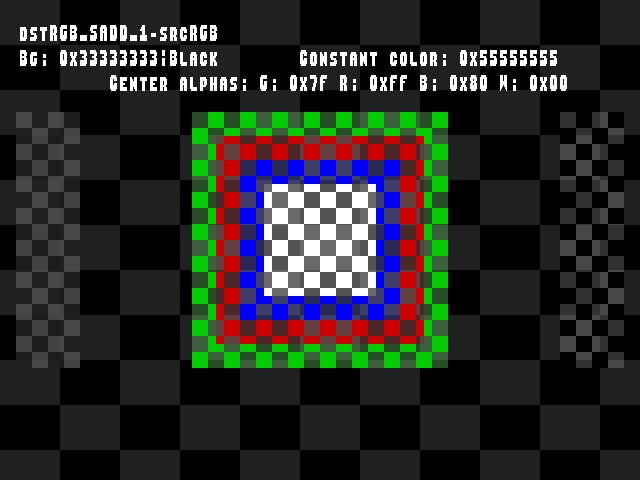 dstRGB_SADD_1-srcRGB
Bg: 0x33333333|Black Constant color: 0x55555555
Center alphas: G: 0x7f R: 0xff B: 0x80 W: 0x00